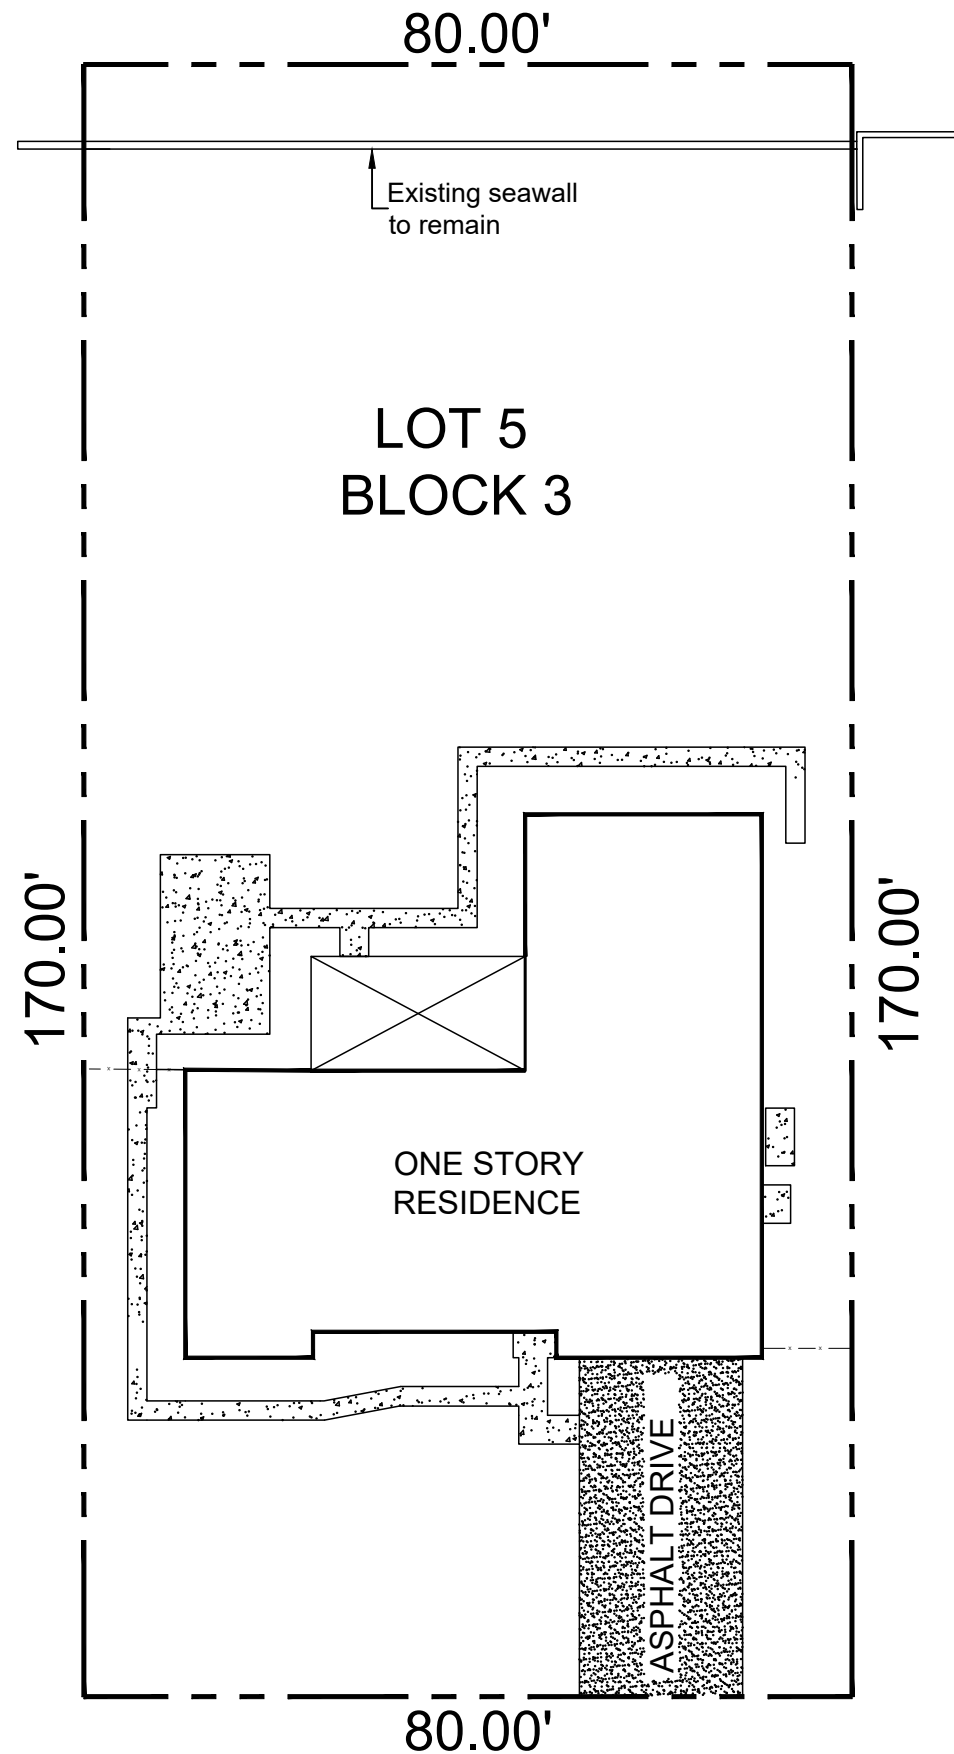 80.00'
Existing seawall
to remain
LOT 5
BLOCK 3
170.00'
170.00'
ONE STORY
RESIDENCE
ASPHALT DRIVE
80.00'